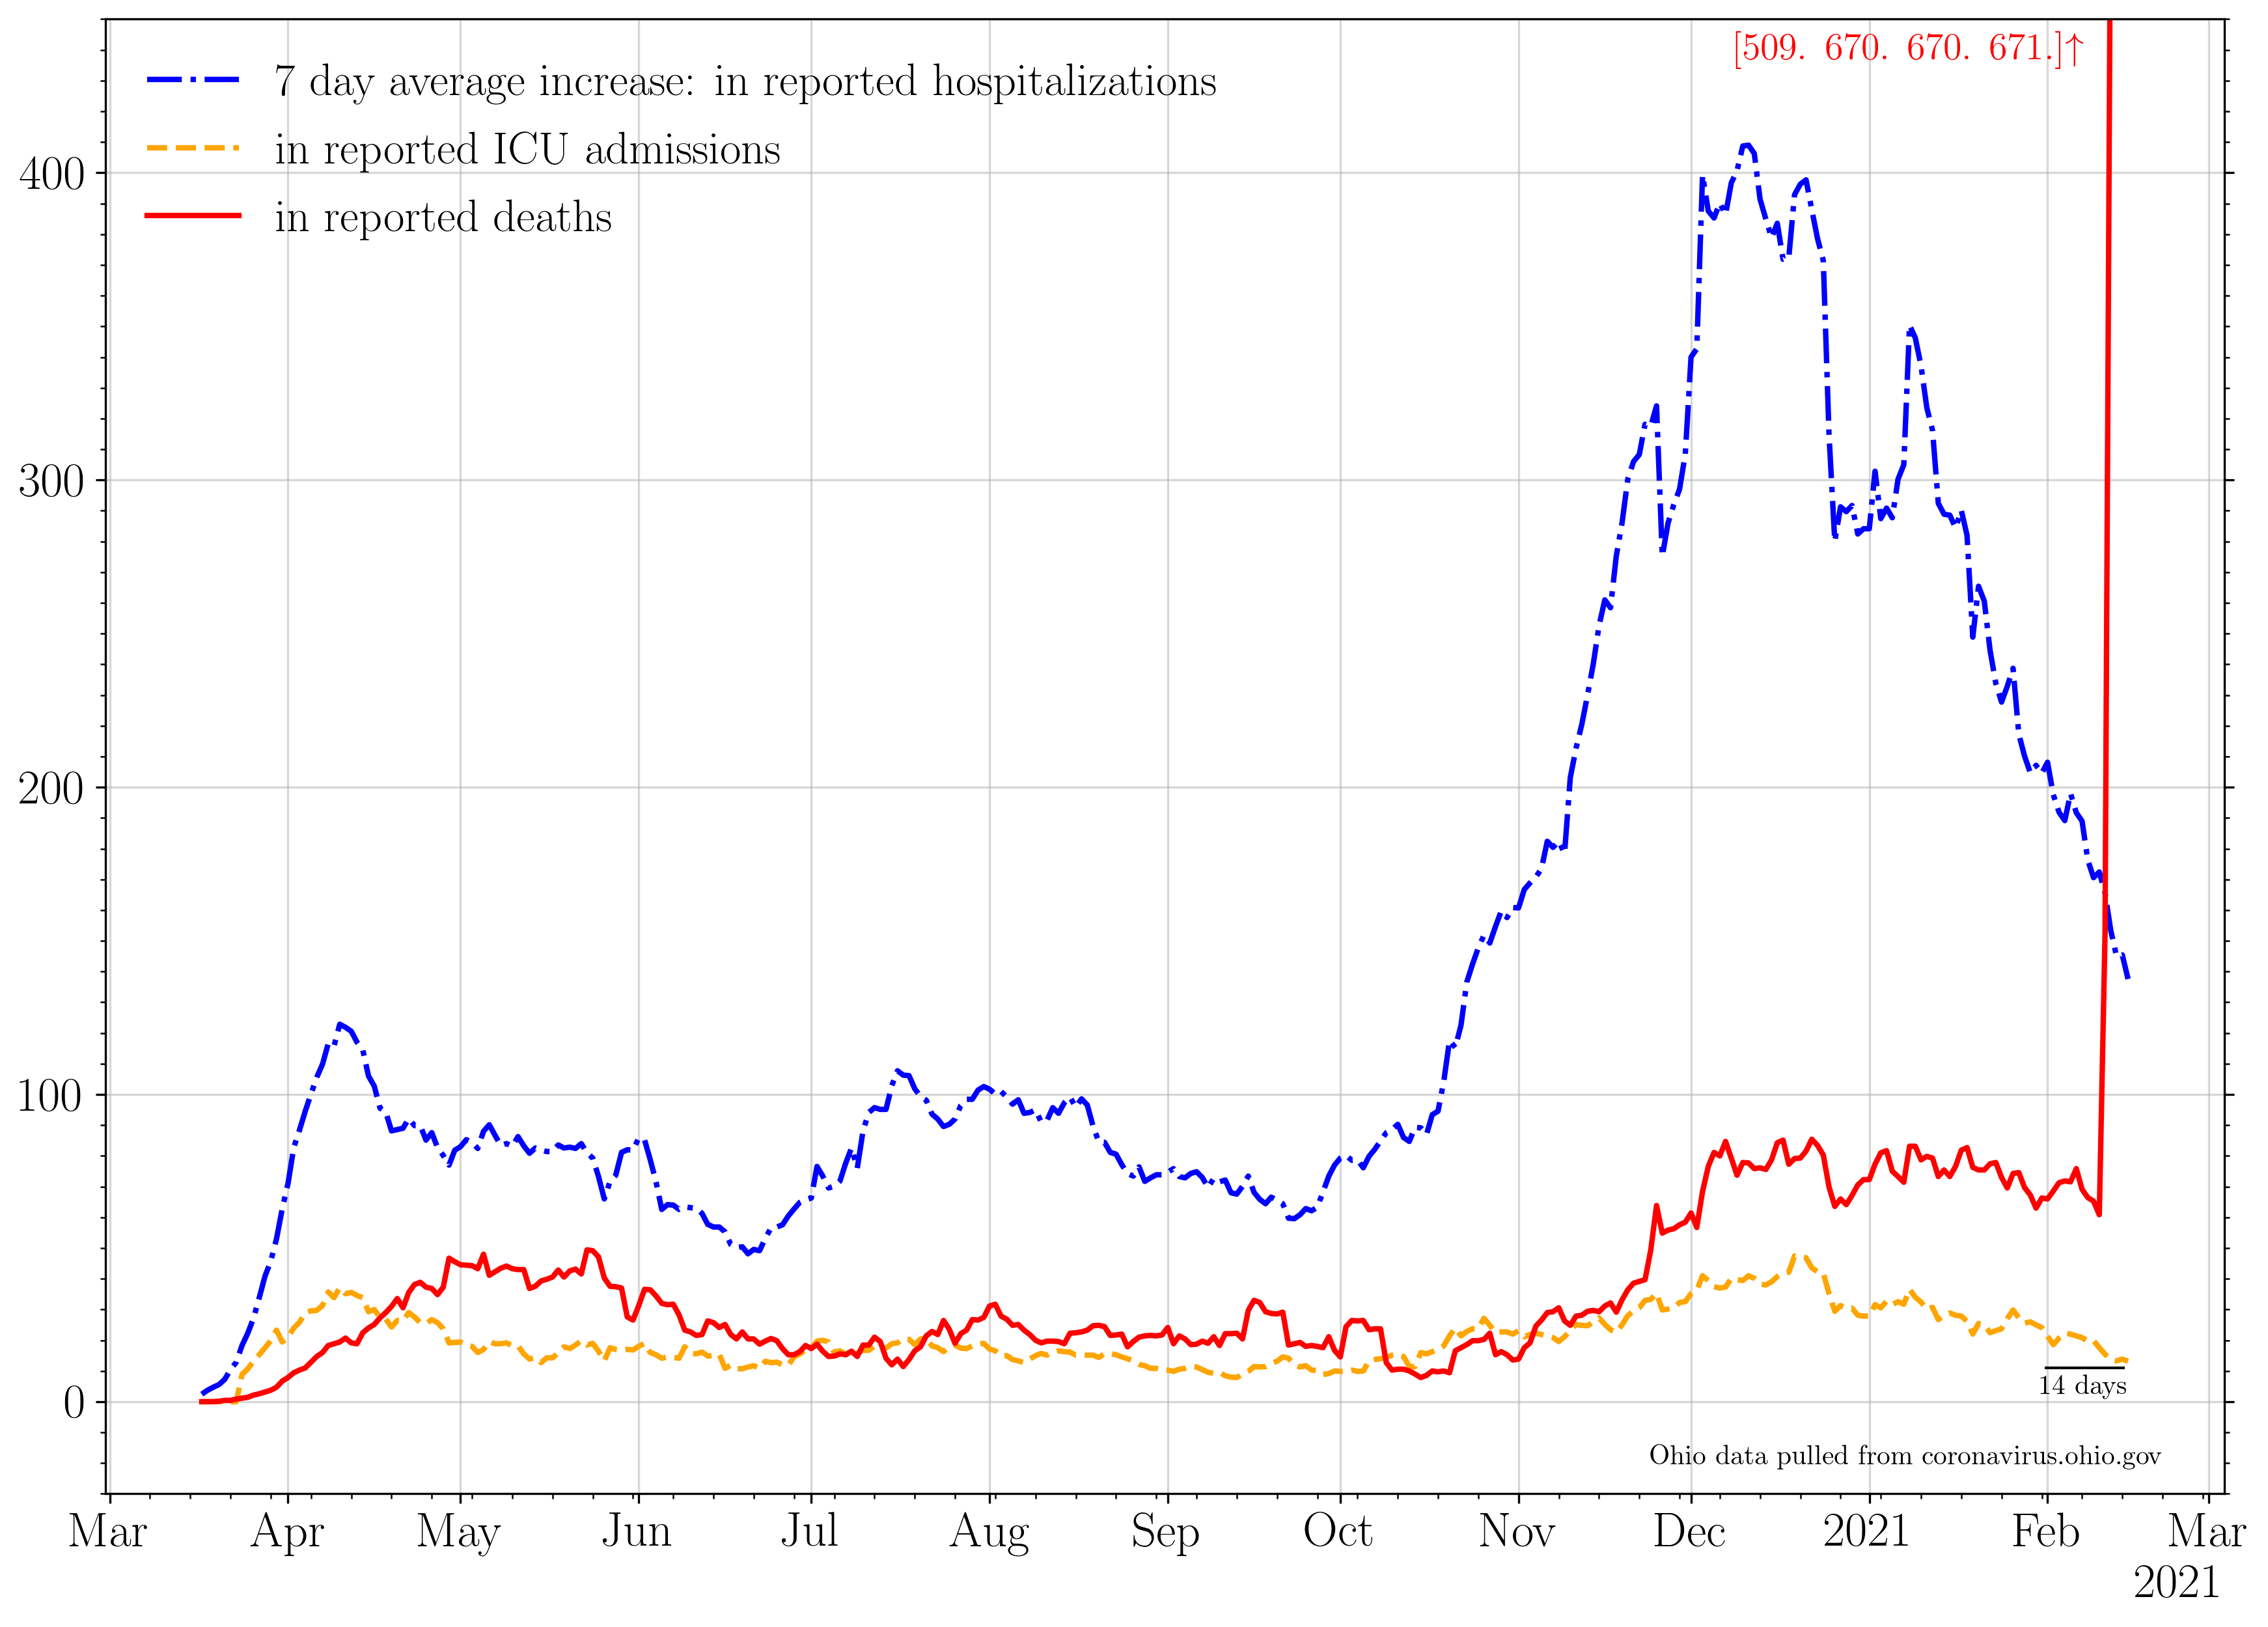 [509. 670. 670. 671.]↑
7 day average increase: in reported hospitalizations
in reported ICU admissions
in reported deaths
400
300
200
100
0
14 days
Ohio data pulled from coronavirus.ohio.gov
Mar Apr May Jun Jul Aug Sep Oct Nov Dec 2021 Feb Mar
2021